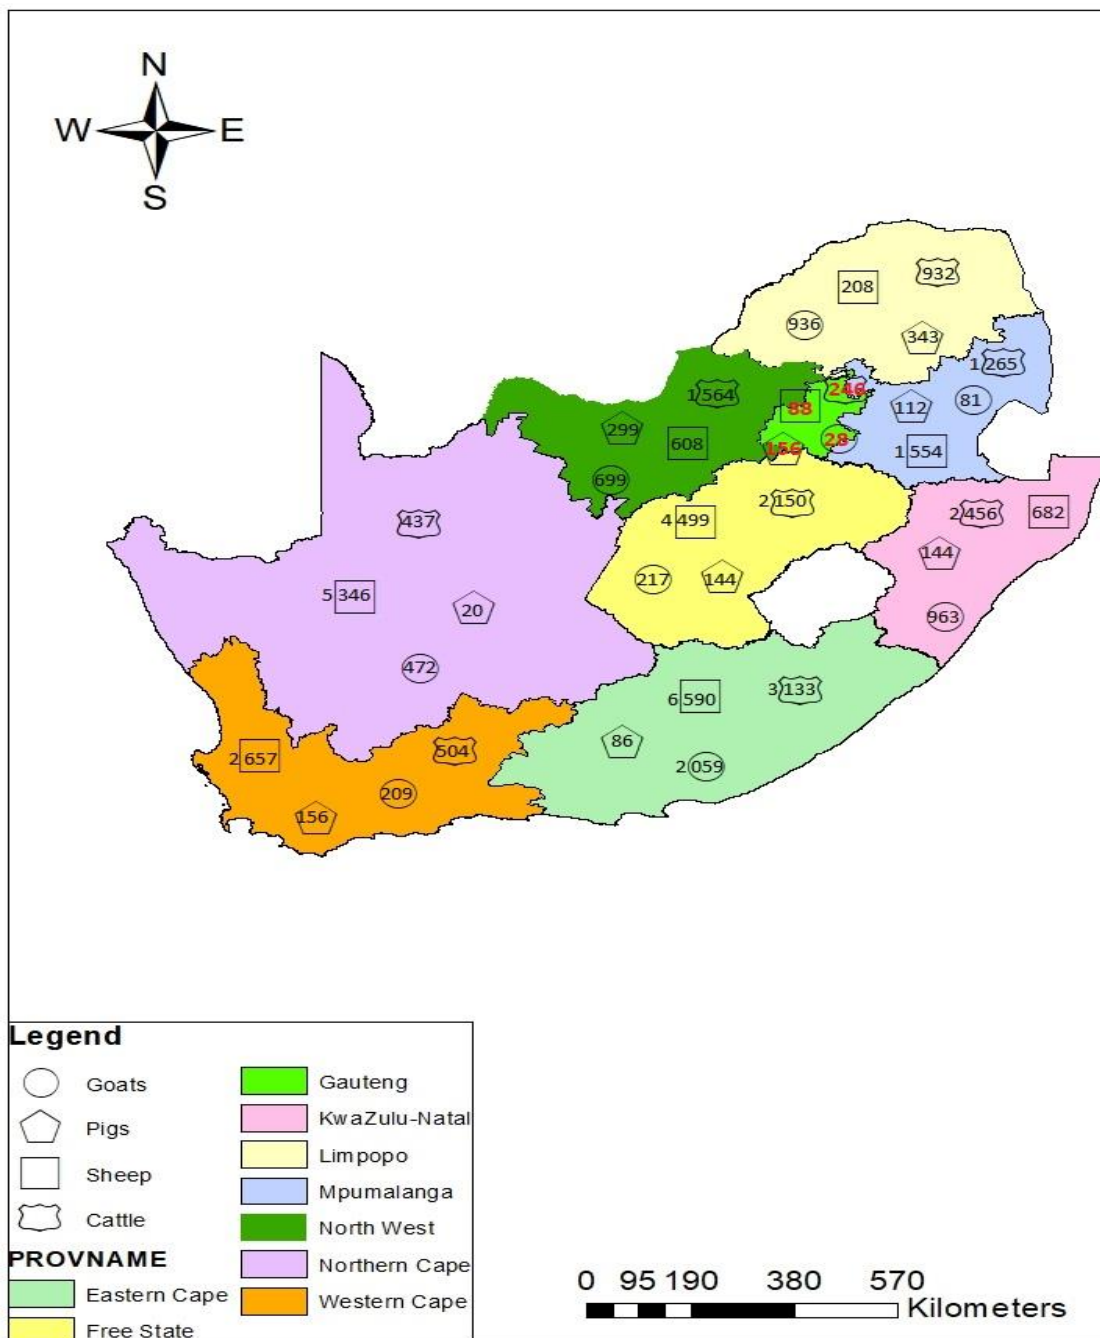 N
W E
S
932
208
936
343
1 265
1 564
246
88
112
81
299
28
156
608
1 554
699
2 150
4 499
2 456
682
437
144
217
144
5 346
20
963
472
6 590
3 133
86
504
2 657
2 059
209
156
Legend
Goats
Pigs
Sheep
Cattle
PROVNAME
Eastern Cape
Free State
Gauteng
KwaZulu-Natal
Limpopo
Mpumalanga
North West
Northern Cape
Western Cape
0 95 190 380 570
Kilometers